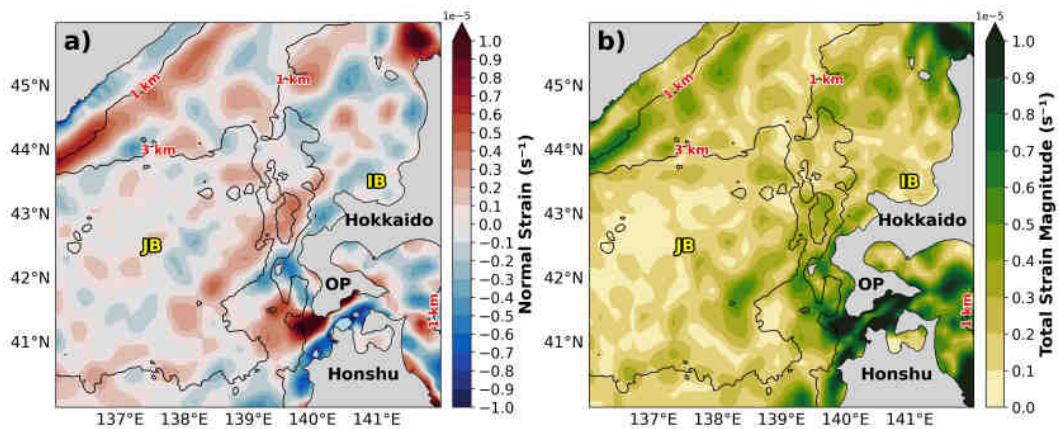 a)
45°N
44°N
43°N
42°N
41°N
137°E 138°E 139°E 140°E 141°E
1 km
1 km
3 km
IB
Hokkaido
JB
OP
1 km
Honshu
1e−5
1.0
0.9
0.8
0.7
0.6
0.5
0.4
0.3
0.2
0.1
−0.1
−0.2
−0.3
−0.4
−0.5
−0.6
−0.7
−0.8
−0.9
−1.0
Normal Strain (s⁻¹)
b)
45°N
44°N
43°N
42°N
41°N
137°E 138°E 139°E 140°E 141°E
1 km
1 km
3 km
IB
Hokkaido
JB
OP
1 km
Honshu
1e−5
1.0
0.9
0.8
0.7
0.6
0.5
0.4
0.3
0.2
0.1
0.0
Total Strain Magnitude (s⁻¹)